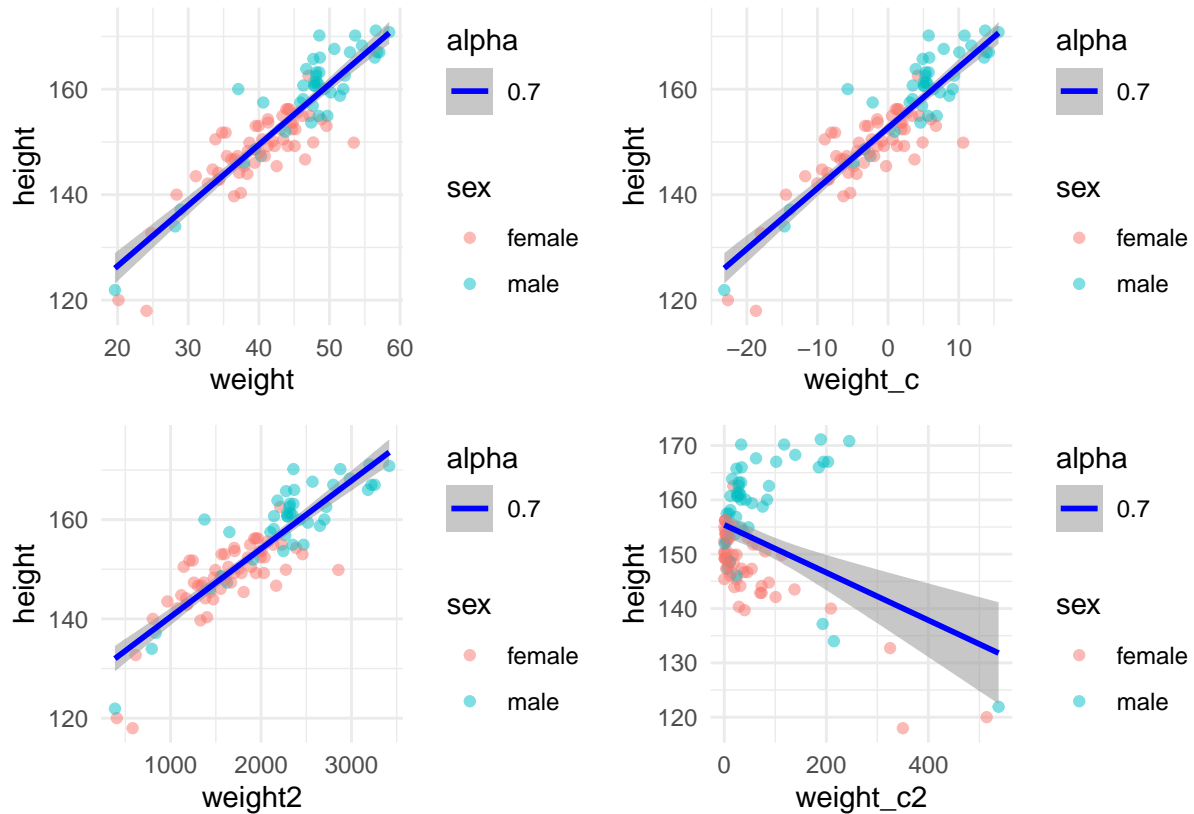 height
160
140
120
20 30 40 50 60
weight
alpha
0.7
sex
female
male
height
160
140
120
−20 −10 0 10
weight_c
alpha
0.7
sex
female
male
height
160
140
120
1000 2000 3000
weight2
alpha
0.7
sex
female
male
height
170
160
150
140
130
120
0 200 400
weight_c2
alpha
0.7
sex
female
male